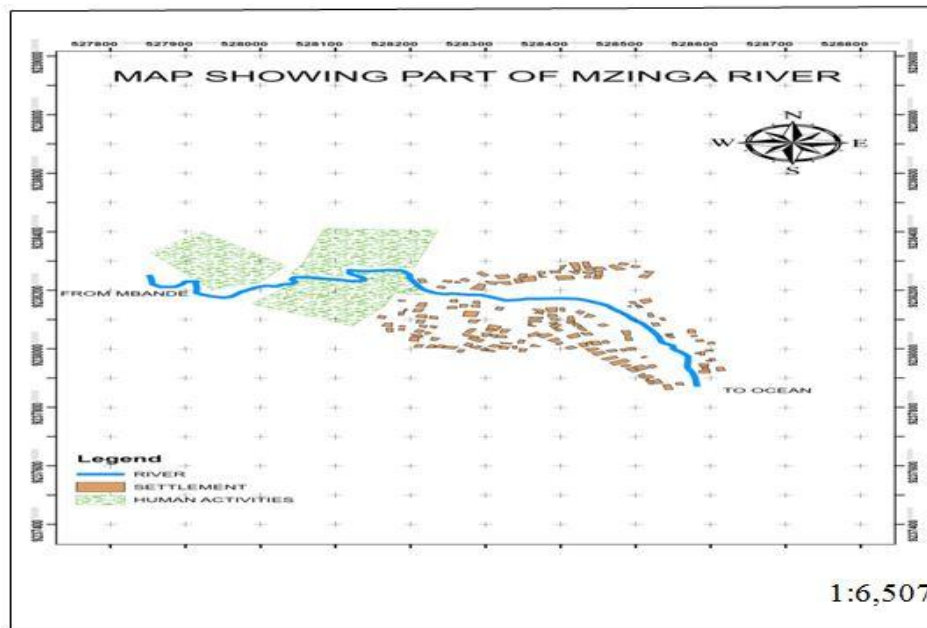 527800 527900 528000 528100 528200 528300 528400 528500 528600 528700 528800
MAP SHOWING PART OF MZINGA RIVER
N
W E
S
FROM MBANDE
TO OCEAN
Legend
RIVER
SETTLEMENT
HUMAN ACTIVITIES
1:6,507